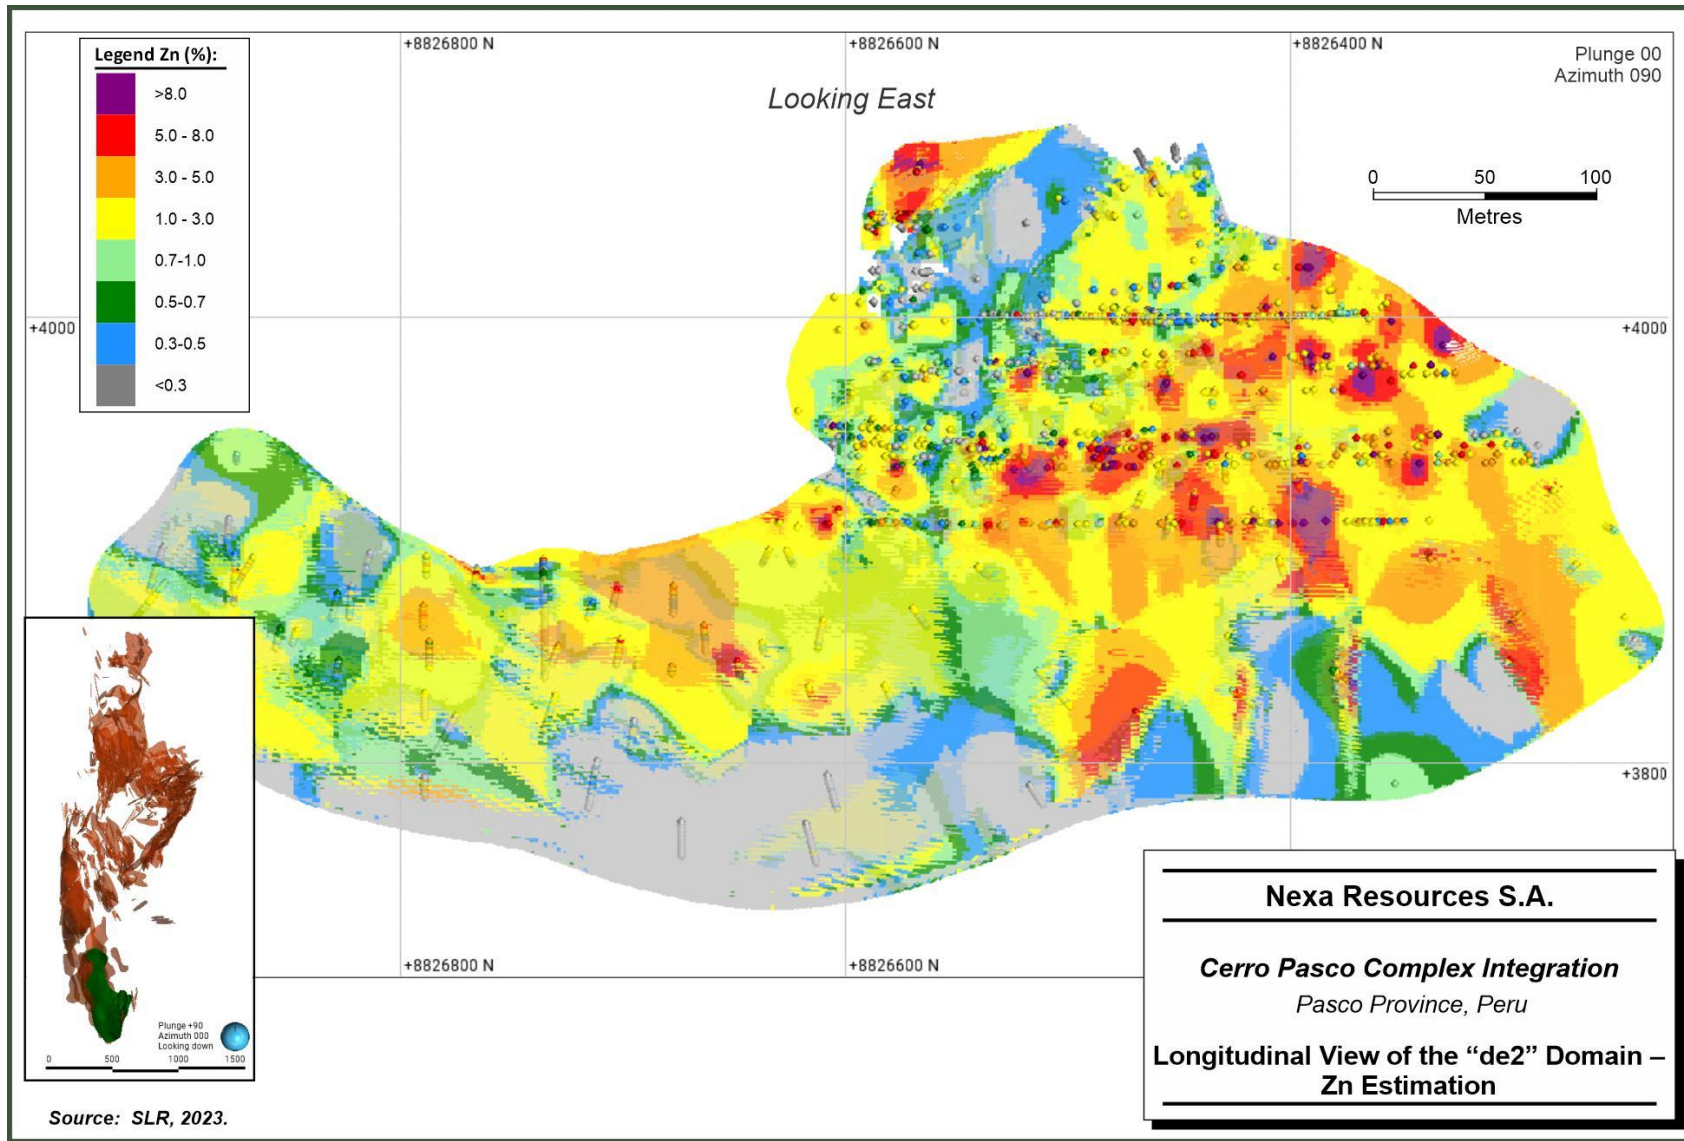 Legend Zn (%):
>8.0
5.0 - 8.0
3.0 - 5.0
1.0 - 3.0
0.7-1.0
0.5-0.7
0.3-0.5
<0.3
+8826800 N
+8826600 N
+8826400 N
Plunge 00
Azimuth 090
Looking East
0 50 100
Metres
+4000
+4000
+3800
+8826800 N
+8826600 N
Plunge +90
Azimuth 000
Looking down
0 500 1000 1500
Nexa Resources S.A.
Cerro Pasco Complex Integration
Pasco Province, Peru
Longitudinal View of the “de2” Domain –
Zn Estimation
Source: SLR, 2023.